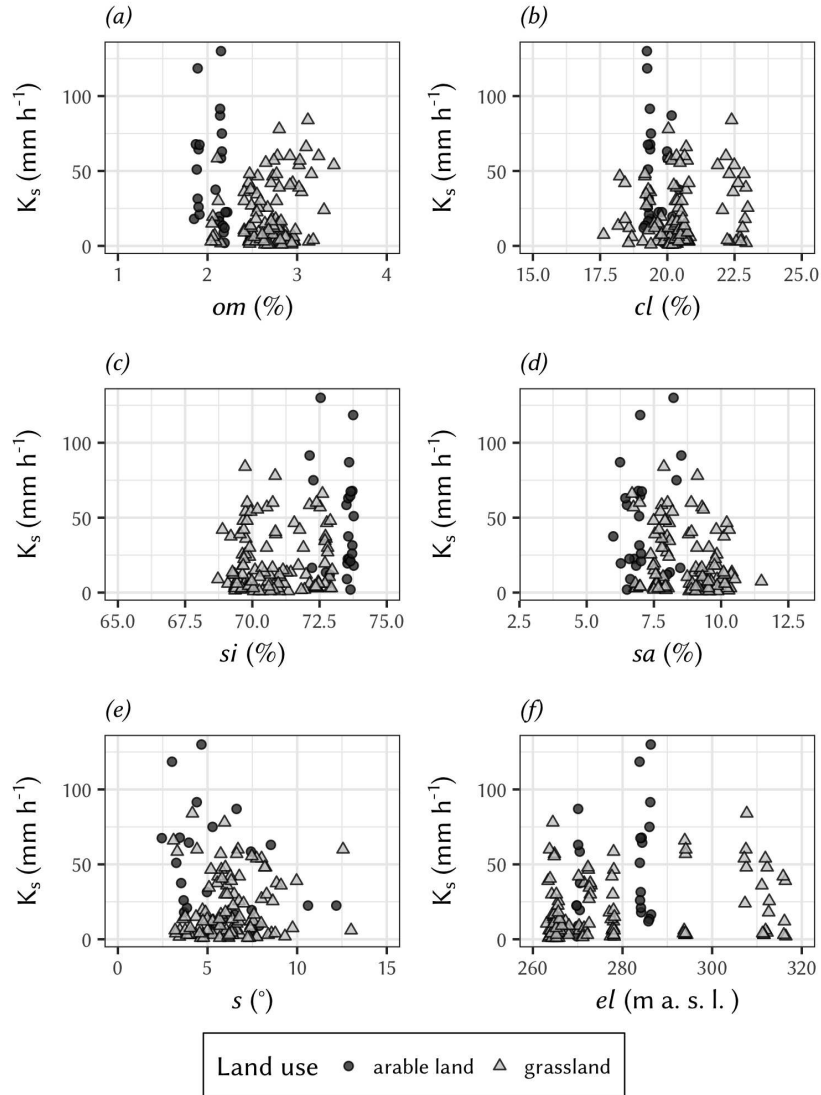 (a) (b)
Ks (mm h⁻¹) 100 50 0 Ks (mm h⁻¹) 100 50 0
1 2 3 4 15.0 17.5 20.0 22.5 25.0
om (%) cl (%)
(c) (d)
Ks (mm h⁻¹) 100 50 0 Ks (mm h⁻¹) 100 50 0
65.0 67.5 70.0 72.5 75.0 2.5 5.0 7.5 10.0 12.5
si (%) sa (%)
(e) (f)
Ks (mm h⁻¹) 100 50 0 Ks (mm h⁻¹) 100 50 0
0 5 10 15 260 280 300 320
s (°) el (m a. s. l. )
Land use arable land grassland